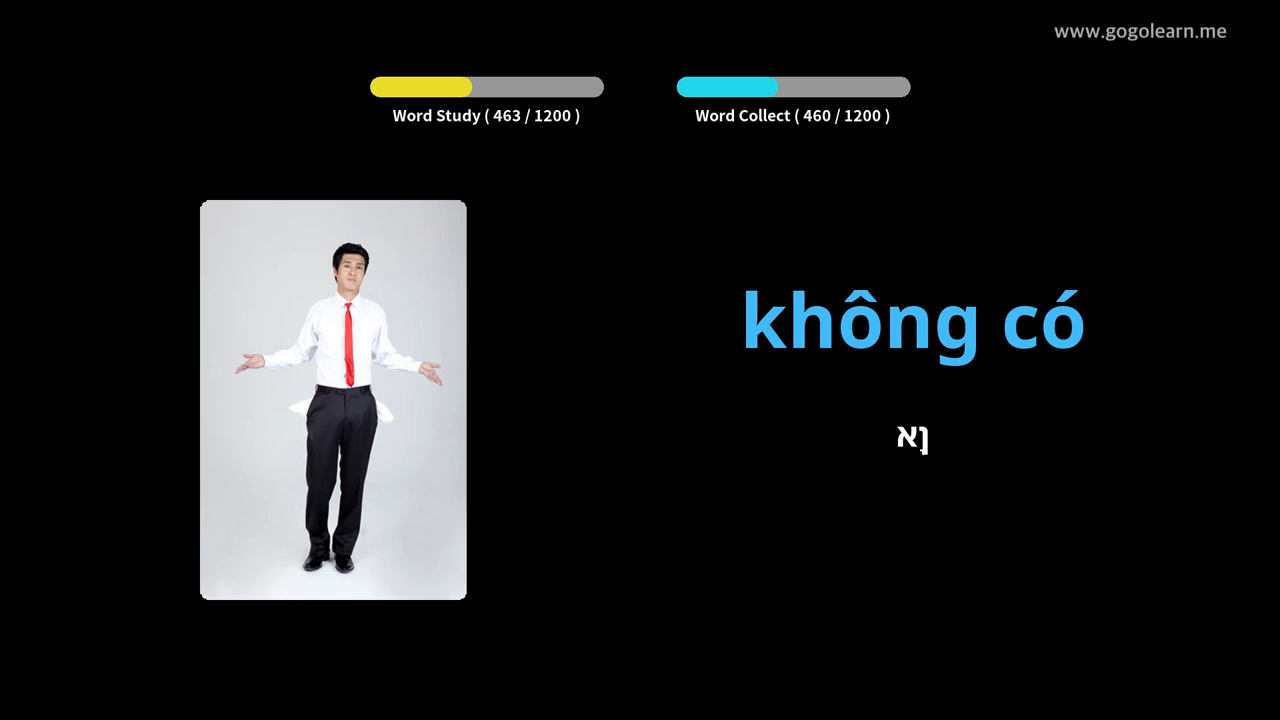 www.gogolearn.me
Word Study ( 463 / 1200 )
Word Collect ( 460 / 1200 )
không có
ןִא